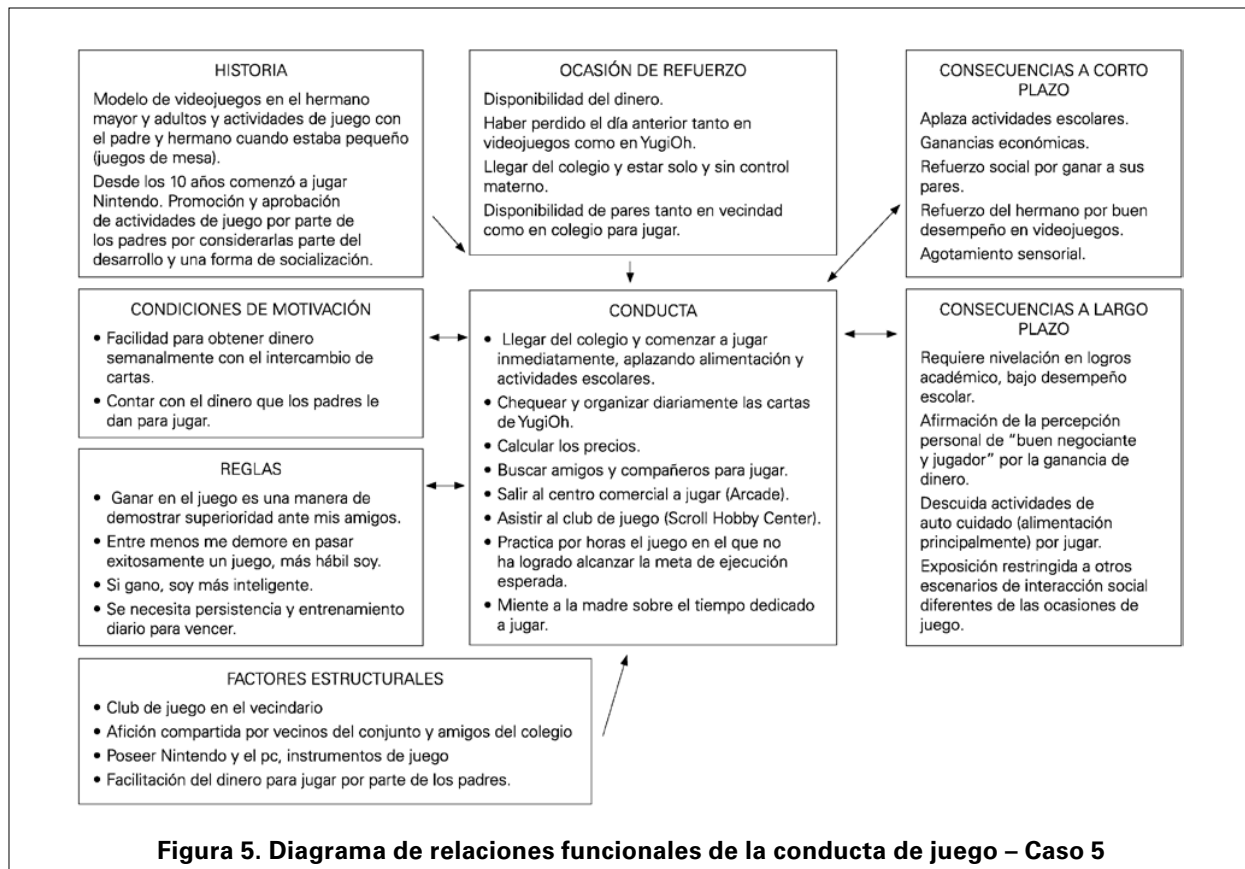 HISTORIA
Modelo de videojuegos en el hermano
mayor y adultos y actividades de juego con
el padre y hermano cuando estaba pequeño
(juegos de mesa).
Desde los 10 años comenzó a jugar
Nintendo. Promoción y aprobación
de actividades de juego por parte de
los padres por considerarlas parte del
desarrollo y una forma de socialización.
OCASIÓN DE REFUERZO
Disponibilidad del dinero.
Haber perdido el día anterior tanto en
videojuegos como en YugiOh.
Llegar del colegio y estar solo y sin control
materno.
Disponibilidad de pares tanto en vecindad
como en colegio para jugar.
CONSECUENCIAS A CORTO
PLAZO
Aplaza actividades escolares.
Ganancias económicas.
Refuerzo social por ganar a sus
pares.
Refuerzo del hermano por buen
desempeño en videojuegos.
Agotamiento sensorial.
CONDICIONES DE MOTIVACIÓN
• Facilidad para obtener dinero
semanalmente con el intercambio de
cartas.
• Contar con el dinero que los padres le
dan para jugar.
CONDUCTA
• Llegar del colegio y comenzar a jugar
inmediatamente, aplazando alimentación y
actividades escolares.
• Chequear y organizar diariamente las cartas
de YugiOh.
• Calcular los precios.
• Buscar amigos y compañeros para jugar.
• Salir al centro comercial a jugar (Arcade).
• Asistir al club de juego (Scroll Hobby Center).
• Practica por horas el juego en el que no
ha logrado alcanzar la meta de ejecución
esperada.
• Miente a la madre sobre el tiempo dedicado
a jugar.
CONSECUENCIAS A LARGO
PLAZO
Requiere nivelación en logros
académico, bajo desempeño
escolar.
Afirmación de la percepción
personal de “buen negociante
y jugador” por la ganancia de
dinero.
Descuida actividades de
auto cuidado (alimentación
principalmente) por jugar.
Exposición restringida a otros
escenarios de interacción social
diferentes de las ocasiones de
juego.
REGLAS
• Ganar en el juego es una manera de
demostrar superioridad ante mis amigos.
• Entre menos me demore en pasar
exitosamente un juego, más hábil soy.
• Si gano, soy más inteligente.
• Se necesita persistencia y entrenamiento
diario para vencer.
FACTORES ESTRUCTURALES
• Club de juego en el vecindario
• Afición compartida por vecinos del conjunto y amigos del colegio
• Poseer Nintendo y el pc, instrumentos de juego
• Facilitación del dinero para jugar por parte de los padres.
Figura 5. Diagrama de relaciones funcionales de la conducta de juego – Caso 5